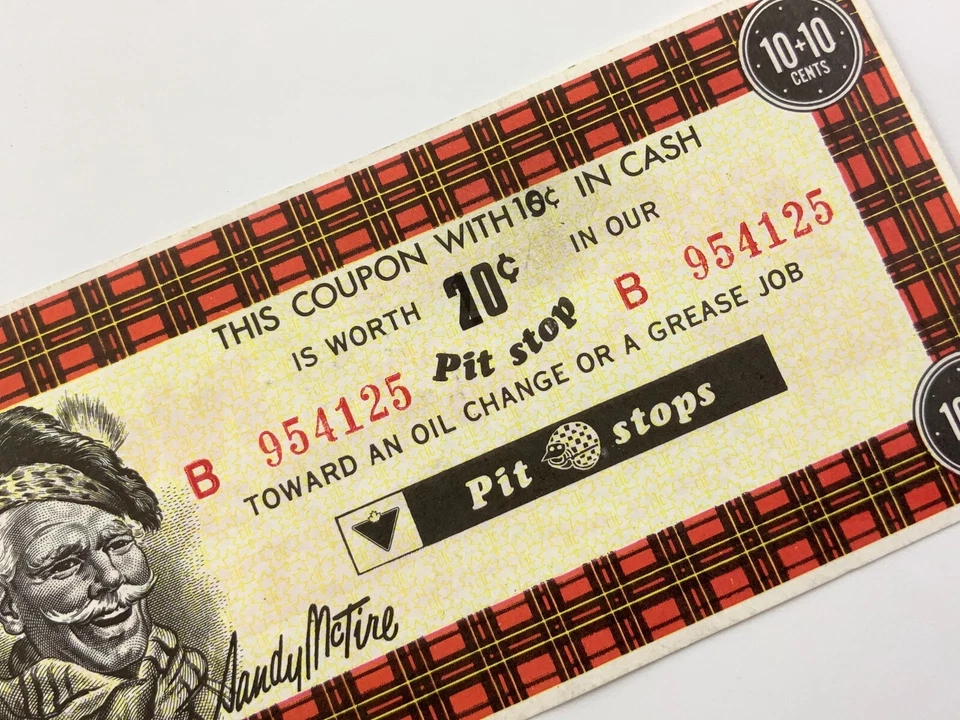 10+10
CENTS
THIS COUPON WITH 10¢ IN CASH
IS WORTH 20¢ IN OUR
Pit stop
B 954125
B 954125
TOWARD AN OIL CHANGE OR A GREASE JOB
Pit stops
Sandy McTire
10